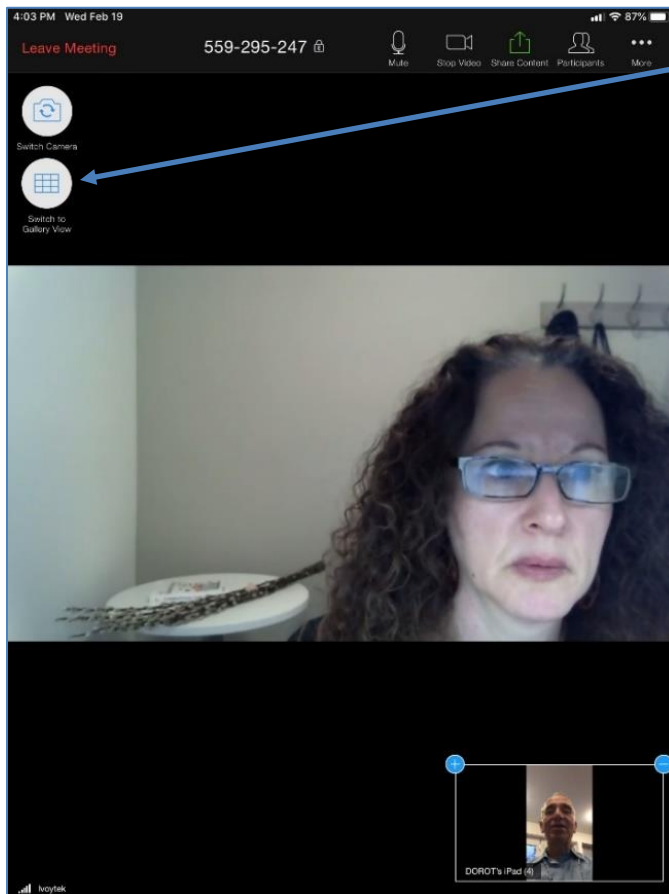 4:03 PM Wed Feb 19 87%
Leave Meeting 559-295-247 Mute Stop Video Share Content Participants More
Switch Camera
Switch to
Gallery View
DOROT's iPad (4)
lvoytek